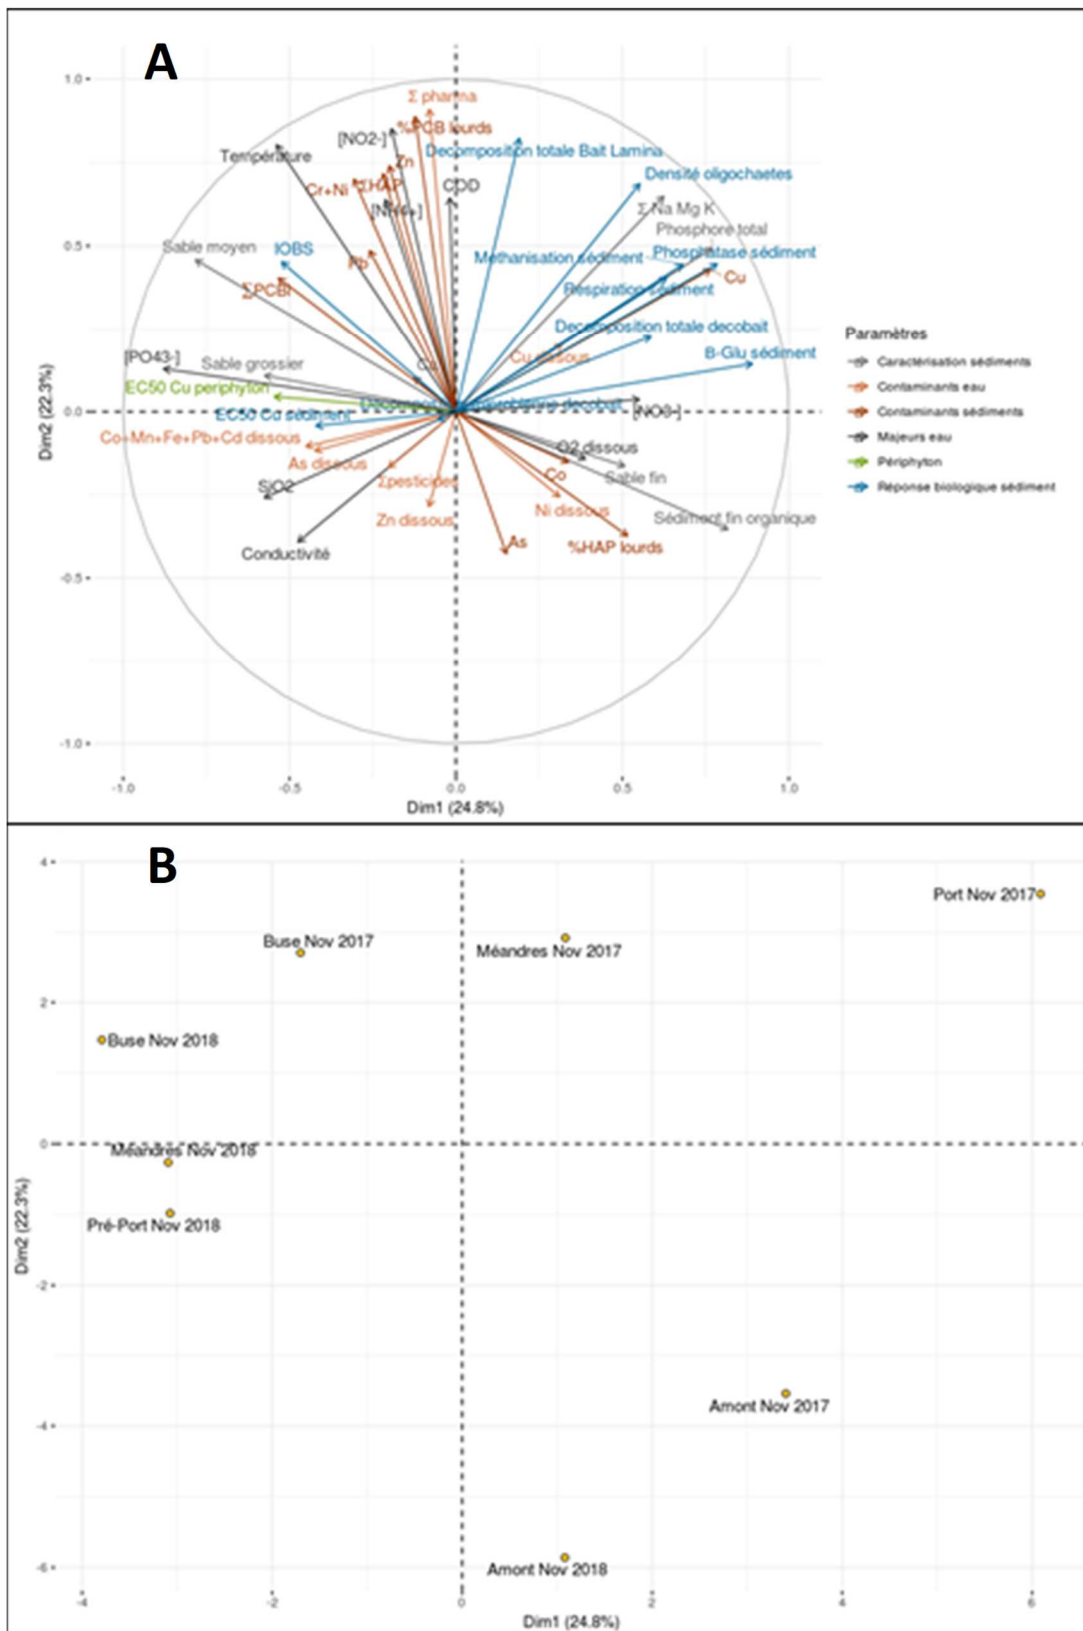 A
1.0
Σ pharma
%PCB lourds
[NO2-]
Decomposition totale Bait Lamina
Température
Zn
Densité oligochaetes
Cr+Ni
ΣHAP
COD
[NH4+]
Σ Na Mg K
Phosphore total
0.5
Sable moyen
IOBS
Méthanisation sédiment
Phosphatase sédiment
Pb
Cu
∑PCBi
Respiration sédiment
Decomposition totale decobait
[PO43-]
Sable grossier
Cu dissous
B-Glu sédiment
EC50 Cu periphyton
decobait
0.0
EC50 Cu sédiment
[NO3-]
Co+Mn+Fe+Pb+Cd dissous
O2 dissous
As dissous
Co
Sable fin
SiO2
Σpesticides
Zn dissous
Ni dissous
Sédiment fin organique
Conductivité
As
%HAP lourds
-0.5
-1.0
-1.0
-0.5
0.0
0.5
1.0
Dim1 (24.8%)
Dim2 (22.3%)
Paramètres
Caractérisation sédiments
Contaminants eau
Contaminants sédiments
Majeurs eau
Périphyton
Réponse biologique sédiment
B
4
Port Nov 2017
Buse Nov 2017
Méandres Nov 2017
2
Buse Nov 2018
0
Méandres Nov 2018
Pré-Port Nov 2018
-2
-4
Amont Nov 2017
-6
Amont Nov 2018
-4
-2
0
2
4
6
Dim1 (24.8%)
Dim2 (22.3%)